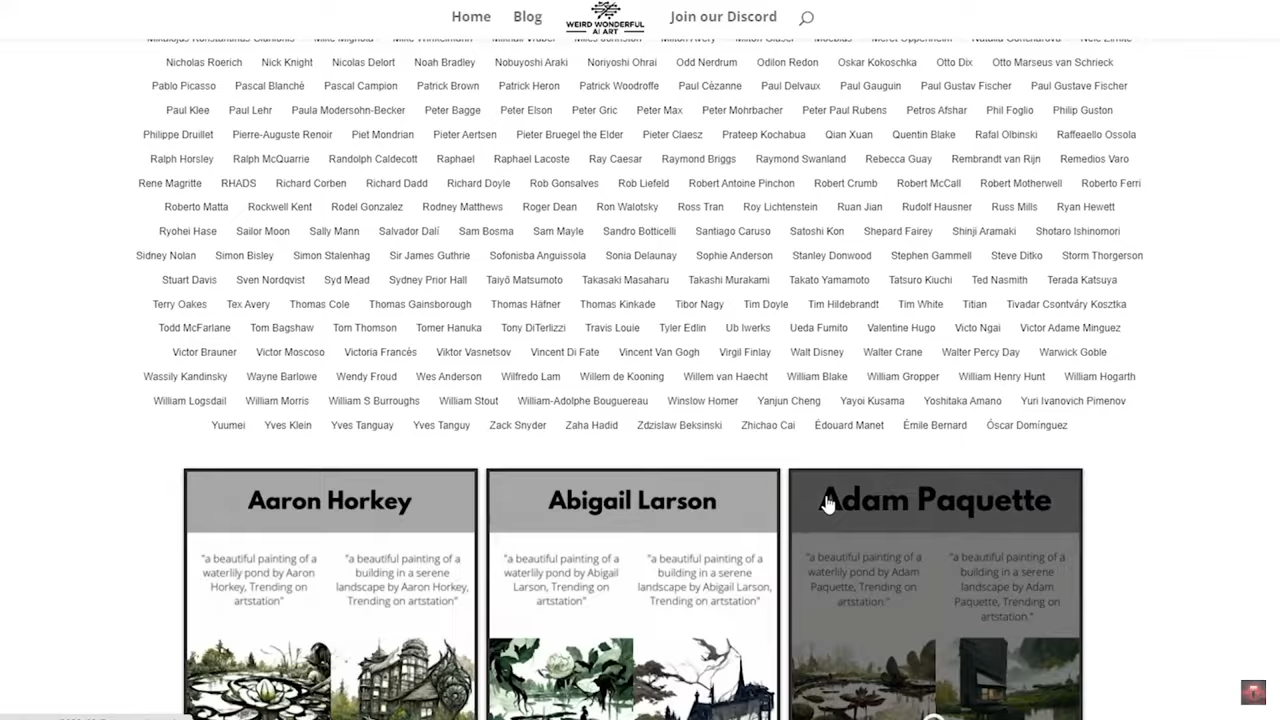 Home Blog WEIRD WONDERFUL AI ART Join our Discord
Nicholas Roerich Nick Knight Nicolas Delort Noah Bradley Nobuyoshi Araki Noriyoshi Ohrai Odd Nerdrum Odilon Redon Oskar Kokoschka Otto Dix Otto Marseus van Schrieck
Pablo Picasso Pascal Blanchè Pascal Campion Patrick Brown Patrick Heron Patrick Woodroffe Paul Cèzanne Paul Delvaux Paul Gauguin Paul Gustav Fischer Paul Gustave Fischer
Paul Klee Paul Lehr Paula Modersohn-Becker Peter Bagge Peter Elson Peter Gric Peter Max Peter Mohrbacher Peter Paul Rubens Petros Afshar Phil Foglio Philip Guston
Philippe Druillet Pierre-Auguste Renoir Piet Mondrian Pieter Aertsen Pieter Bruegel the Elder Pieter Claesz Prateep Kochabua Qian Xuan Quentin Blake Rafal Olbinski Raffeaello Ossola
Ralph Horsley Ralph McQuarrie Randolph Caldecott Raphael Raphael Lacoste Ray Caesar Raymond Briggs Raymond Swanland Rebecca Guay Rembrandt van Rijn Remedios Varo
Rene Magritte RHADS Richard Corben Richard Dadd Richard Doyle Rob Gonsalves Rob Liefeld Robert Antoine Pinchon Robert Crumb Robert McCall Robert Motherwell Roberto Ferri
Roberto Matta Rockwell Kent Rodel Gonzalez Rodney Matthews Roger Dean Ron Walotsky Ross Tran Roy Lichtenstein Ruan Jian Rudolf Hausner Russ Mills Ryan Hewett
Ryohei Hase Sailor Moon Sally Mann Salvador Dalí Sam Bosma Sam Mayle Sandro Botticelli Santiago Caruso Satoshi Kon Shepard Fairey Shinji Aramaki Shotaro Ishinomori
Sidney Nolan Simon Bisley Simon Stalenhag Sir James Guthrie Sofonisba Anguissola Sonia Delaunay Sophie Anderson Stanley Donwood Stephen Gammell Steve Ditko Storm Thorgerson
Stuart Davis Sven Nordqvist Syd Mead Sydney Prior Hall Taiyō Matsumoto Takasaki Masaharu Takashi Murakami Takato Yamamoto Tatsuro Kiuchi Ted Nasmith Terada Katsuya
Terry Oakes Tex Avery Thomas Cole Thomas Gainsborough Thomas Häfner Thomas Kinkade Tibor Nagy Tim Doyle Tim Hildebrandt Tim White Titian Tivadar Csontváry Kosztka
Todd McFarlane Tom Bagshaw Tom Thomson Tomer Hanuka Tony DiTerlizzi Travis Louie Tyler Edlin Ub Iwerks Ueda Fumito Valentine Hugo Victo Ngai Victor Adame Minguez
Victor Brauner Victor Moscoso Victoria Francés Viktor Vasnetsov Vincent Di Fate Vincent Van Gogh Virgil Finlay Walt Disney Walter Crane Walter Percy Day Warwick Goble
Wassily Kandinsky Wayne Barlowe Wendy Froud Wes Anderson Wilfredo Lam Willem de Kooning Willem van Haecht William Blake William Gropper William Henry Hunt William Hogarth
William Logsdail William Morris William S Burroughs William Stout William-Adolphe Bouguereau Winslow Homer Yanjun Cheng Yayoi Kusama Yoshitaka Amano Yuri Ivanovich Pimenov
Yuumei Yves Klein Yves Tanguay Yves Tanguy Zack Snyder Zaha Hadid Zdzislaw Beksinski Zhichao Cai Édouard Manet Émile Bernard Óscar Domínguez
Aaron Horkey Abigail Larson Adam Paquette
"a beautiful painting of a "a beautiful painting of a "a beautiful painting of a "a beautiful painting of a "a beautiful painting of a "a beautiful painting of a
waterlily pond by Aaron building in a serene waterlily pond by Abigail building in a serene waterlily pond by Adam building in a serene
Horkey, Trending on landscape by Aaron Horkey, Larson, Trending on landscape by Abigail Larson, Paquette, Trending on landscape by Adam
artstation" Trending on artstation" artstation" Trending on artstation" artstation." Paquette, Trending on
artstation."